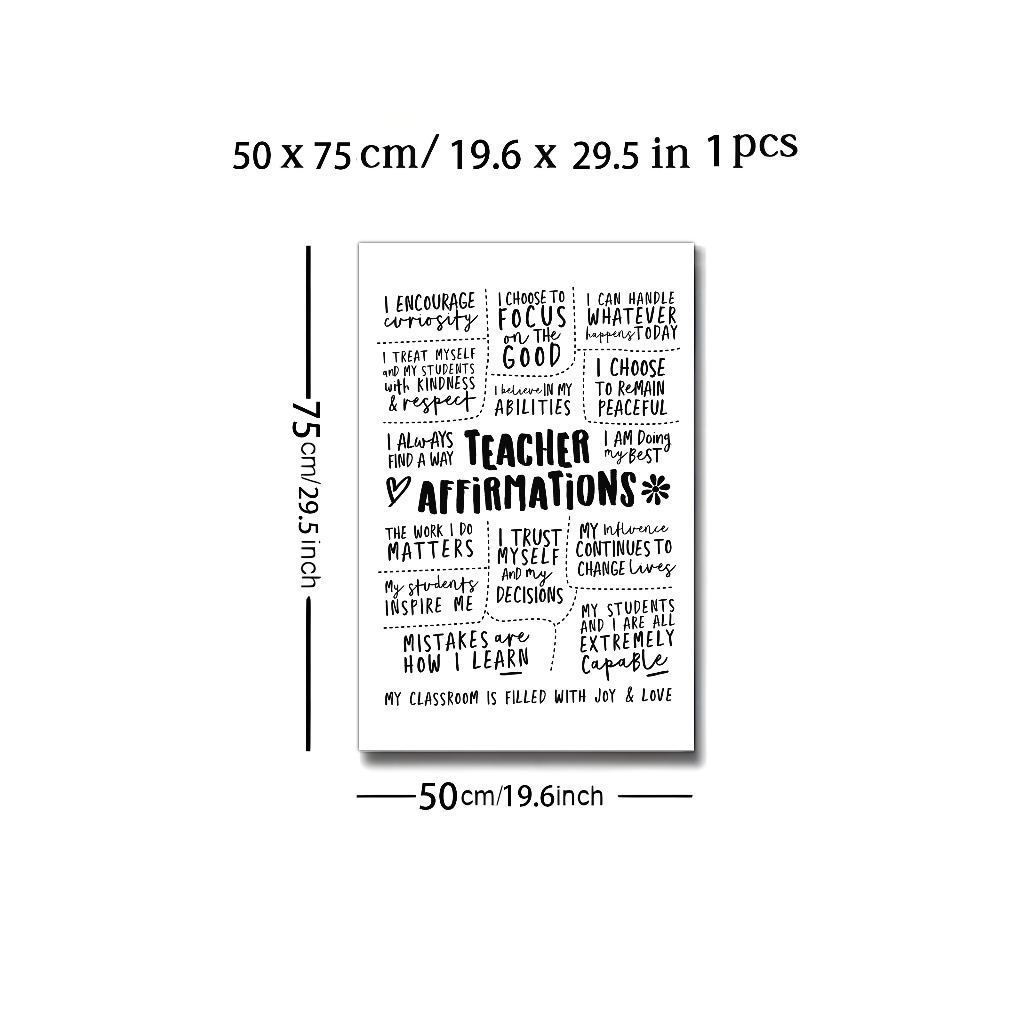 50 x 75 cm/ 19.6 x 29.5 in 1 pcs
75cm/29.5inch
I ENCOURAGE
curiosity
I CHOOSE TO
FOCUS
on THE
GOOD
I CAN HANDLE
WHATEVER
happens TODAY
I TREAT MYSELF
AND MY STUDENTS
with KINDNESS
& respect
I believe IN MY
ABILITIES
I CHOOSE
TO REMAIN
PEACEFUL
I ALWAYS
FIND A WAY
TEACHER
AFFIRMATIONS
I AM Doing
my BEST
THE WORK I DO
MATTERS
I TRUST
MYSELF
AND my
DECISIONS
MY Influence
CONTINUES TO
CHANGE lives
My students
INSPIRE ME
MISTAKES are
HOW I LEARN
MY STUDENTS
AND I ARE ALL
EXTREMELY
CapaBle
MY CLASSROOM IS FILLED WITH JOY & LOVE
50cm/19.6inch